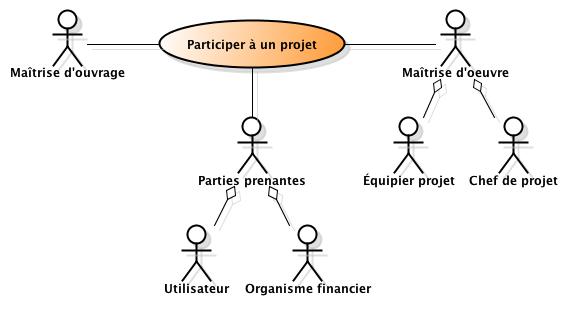 Participer à un projet
Maîtrise d'ouvrage
Maîtrise d'oeuvre
Parties prenantes
Équipier projet
Chef de projet
Utilisateur
Organisme financier